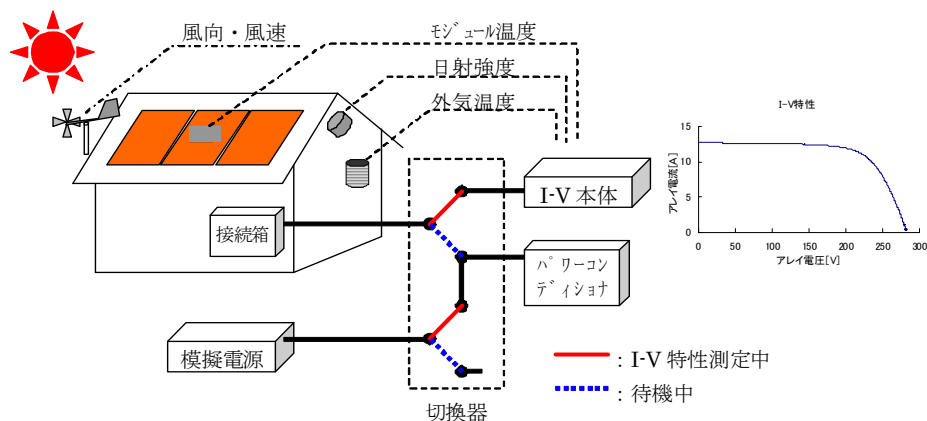 風向・風速
モジュール温度
日射強度
外気温度
接続箱
I-V 本体
パワーコン
ディショナ
模擬電源
切換器
: I-V 特性測定中
: 待機中
I-V特性
アレイ電流[A]
15
10
5
0
0 50 100 150 200 250 300
アレイ電圧[V]